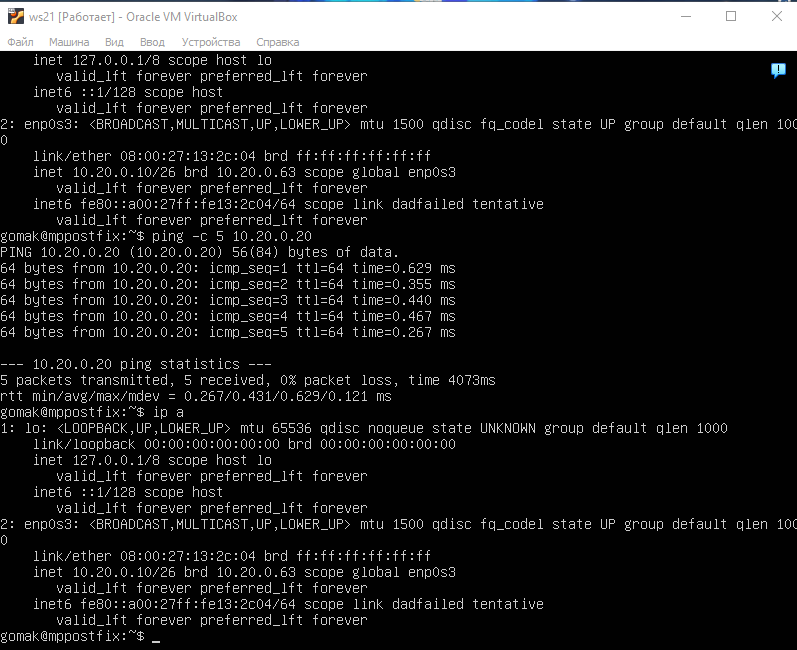 ws21 [Работает] - Oracle VM VirtualBox
Файл Машина Вид Ввод Устройства Справка
inet 127.0.0.1/8 scope host lo
valid_lft forever preferred_lft forever
inet6 ::1/128 scope host
valid_lft forever preferred_lft forever
2: enp0s3: <BROADCAST,MULTICAST,UP,LOWER_UP> mtu 1500 qdisc fq_codel state UP group default qlen 100
0
link/ether 08:00:27:13:2c:04 brd ff:ff:ff:ff:ff:ff
inet 10.20.0.10/26 brd 10.20.0.63 scope global enp0s3
valid_lft forever preferred_lft forever
inet6 fe80::a00:27ff:fe13:2c04/64 scope link dadfailed tentative
valid_lft forever preferred_lft forever
gomak@mppostfix:~$ ping -c 5 10.20.0.20
PING 10.20.0.20 (10.20.0.20) 56(84) bytes of data.
64 bytes from 10.20.0.20: icmp_seq=1 ttl=64 time=0.629 ms
64 bytes from 10.20.0.20: icmp_seq=2 ttl=64 time=0.355 ms
64 bytes from 10.20.0.20: icmp_seq=3 ttl=64 time=0.440 ms
64 bytes from 10.20.0.20: icmp_seq=4 ttl=64 time=0.467 ms
64 bytes from 10.20.0.20: icmp_seq=5 ttl=64 time=0.267 ms
--- 10.20.0.20 ping statistics ---
5 packets transmitted, 5 received, 0% packet loss, time 4073ms
rtt min/avg/max/mdev = 0.267/0.431/0.629/0.121 ms
gomak@mppostfix:~$ ip a
1: lo: <LOOPBACK,UP,LOWER_UP> mtu 65536 qdisc noqueue state UNKNOWN group default qlen 1000
link/loopback 00:00:00:00:00:00 brd 00:00:00:00:00:00
inet 127.0.0.1/8 scope host lo
valid_lft forever preferred_lft forever
inet6 ::1/128 scope host
valid_lft forever preferred_lft forever
2: enp0s3: <BROADCAST,MULTICAST,UP,LOWER_UP> mtu 1500 qdisc fq_codel state UP group default qlen 100
0
link/ether 08:00:27:13:2c:04 brd ff:ff:ff:ff:ff:ff
inet 10.20.0.10/26 brd 10.20.0.63 scope global enp0s3
valid_lft forever preferred_lft forever
inet6 fe80::a00:27ff:fe13:2c04/64 scope link dadfailed tentative
valid_lft forever preferred_lft forever
gomak@mppostfix:~$ _